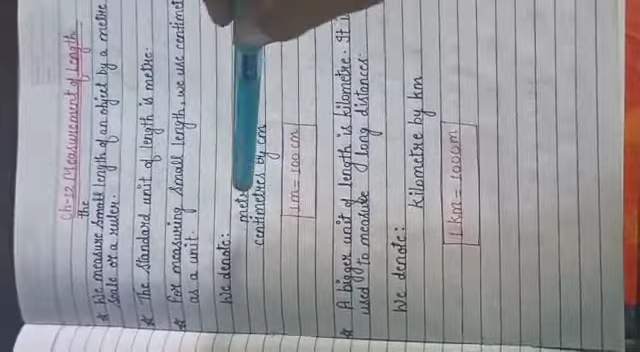 Ch-12 Measurement of Length
the
☆ We measure small length of an object by a metre
scale or a ruler.
☆ The standard unit of length is metre.
☆ For measuring small length, we use centimet
as a unit.
We denote:
met
centimetres by cm
1m = 100 cm
☆ A bigger unit of length is kilometre. It i
used to measure long distances.
We denote:
kilometre by km
1 km = 1000m